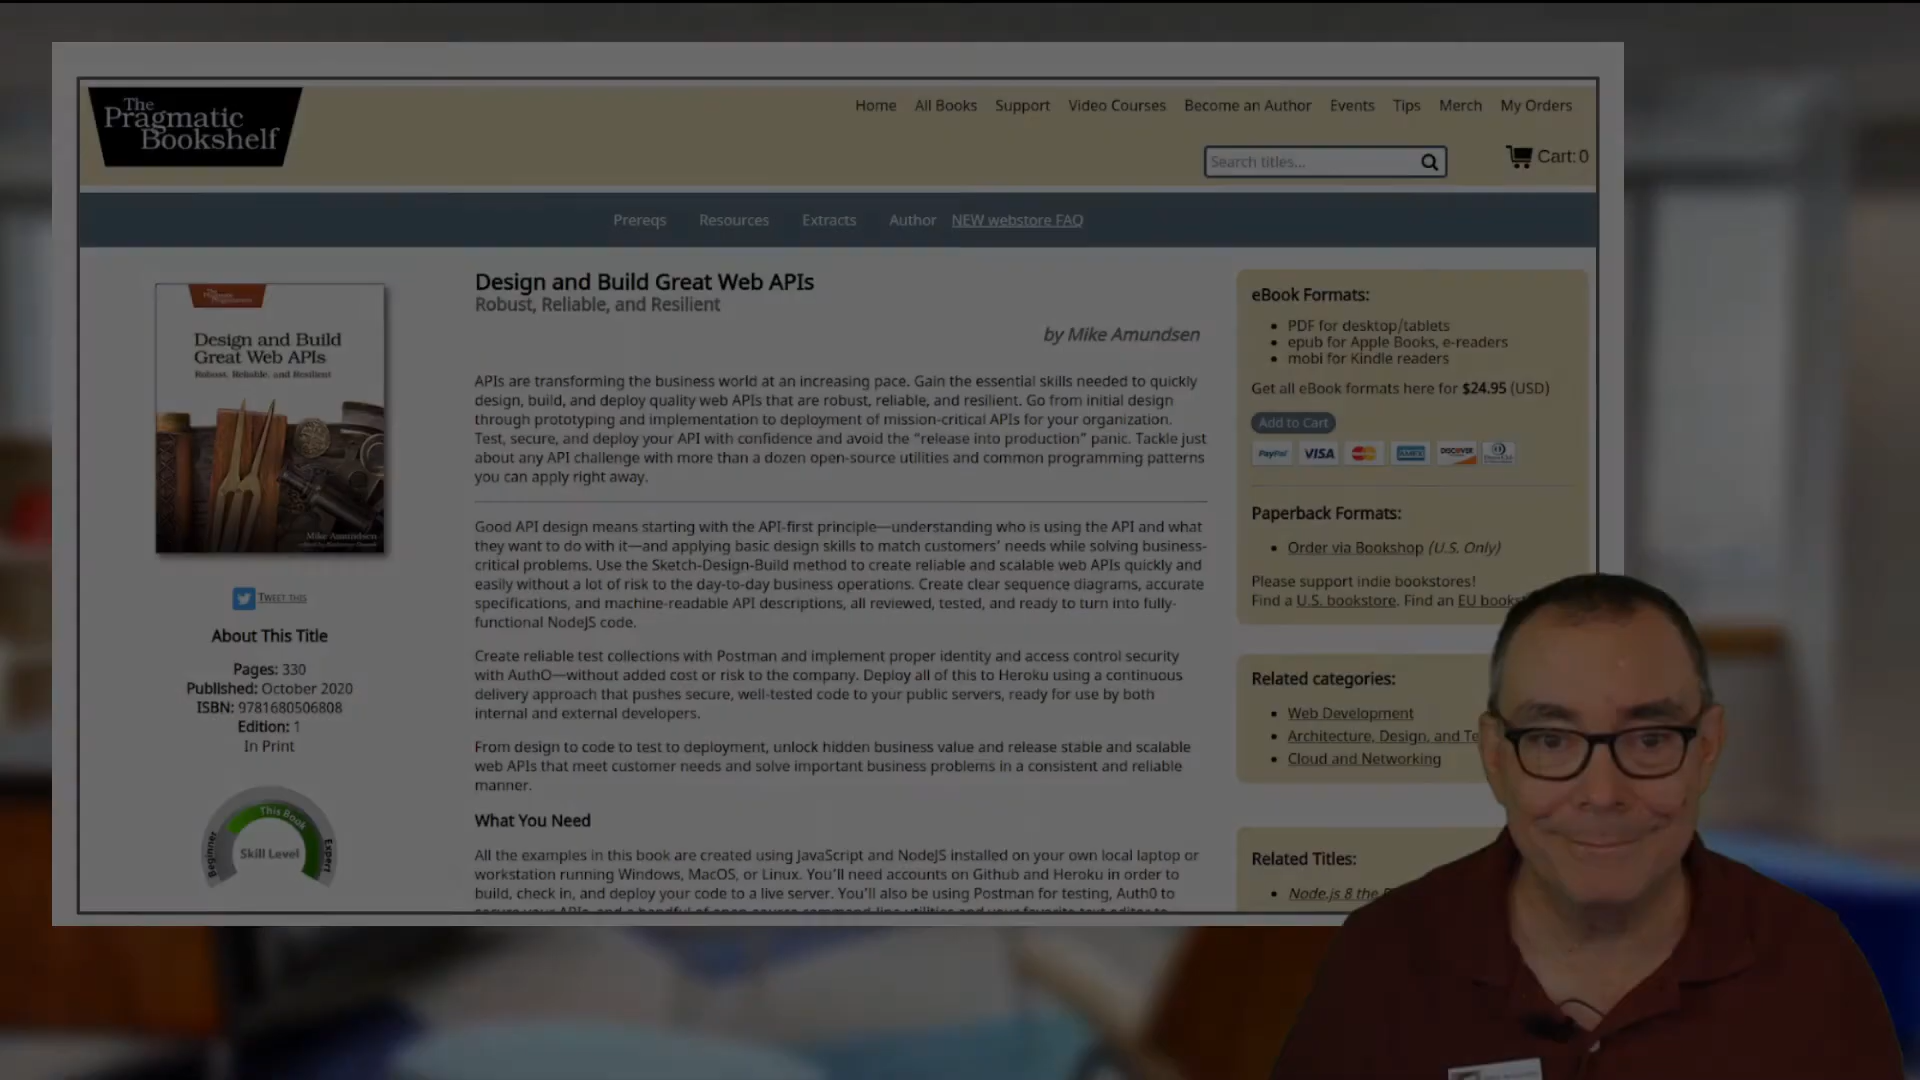 The
Pragmatic
Bookshelf
Home All Books Support Video Courses Become an Author Events Tips Merch My Orders
Search titles...
Cart: 0
Prereqs Resources Extracts Author NEW webstore FAQ
Design and Build
Great Web APIs
Robust, Reliable, and Resilient
Mike Amundsen
TWEET THIS
About This Title
Pages: 330
Published: October 2020
ISBN: 9781680506808
Edition: 1
In Print
Beginner
This Book
Expert
Skill Level
Design and Build Great Web APIs
Robust, Reliable, and Resilient
by Mike Amundsen
APIs are transforming the business world at an increasing pace. Gain the essential skills needed to quickly
design, build, and deploy quality web APIs that are robust, reliable, and resilient. Go from initial design
through prototyping and implementation to deployment of mission-critical APIs for your organization.
Test, secure, and deploy your API with confidence and avoid the “release into production” panic. Tackle just
about any API challenge with more than a dozen open-source utilities and common programming patterns
you can apply right away.
Good API design means starting with the API-first principle—understanding who is using the API and what
they want to do with it—and applying basic design skills to match customers’ needs while solving business-
critical problems. Use the Sketch-Design-Build method to create reliable and scalable web APIs quickly and
easily without a lot of risk to the day-to-day business operations. Create clear sequence diagrams, accurate
specifications, and machine-readable API descriptions, all reviewed, tested, and ready to turn into fully-
functional NodeJS code.
Create reliable test collections with Postman and implement proper identity and access control security
with AuthO—without added cost or risk to the company. Deploy all of this to Heroku using a continuous
delivery approach that pushes secure, well-tested code to your public servers, ready for use by both
internal and external developers.
From design to code to test to deployment, unlock hidden business value and release stable and scalable
web APIs that meet customer needs and solve important business problems in a consistent and reliable
manner.
What You Need
All the examples in this book are created using JavaScript and NodeJS installed on your own local laptop or
workstation running Windows, MacOS, or Linux. You’ll need accounts on Github and Heroku in order to
build, check in, and deploy your code to a live server. You’ll also be using Postman for testing, Auth0 to
eBook Formats:
• PDF for desktop/tablets
• epub for Apple Books, e-readers
• mobi for Kindle readers
Get all eBook formats here for $24.95 (USD)
Add to Cart
PayPal VISA AMEX DISCOVER
Paperback Formats:
• Order via Bookshop (U.S. Only)
Please support indie bookstores!
Find a U.S. bookstore. Find an EU books
Related categories:
• Web Development
• Architecture, Design, and Te
• Cloud and Networking
Related Titles:
• Node.js 8 the